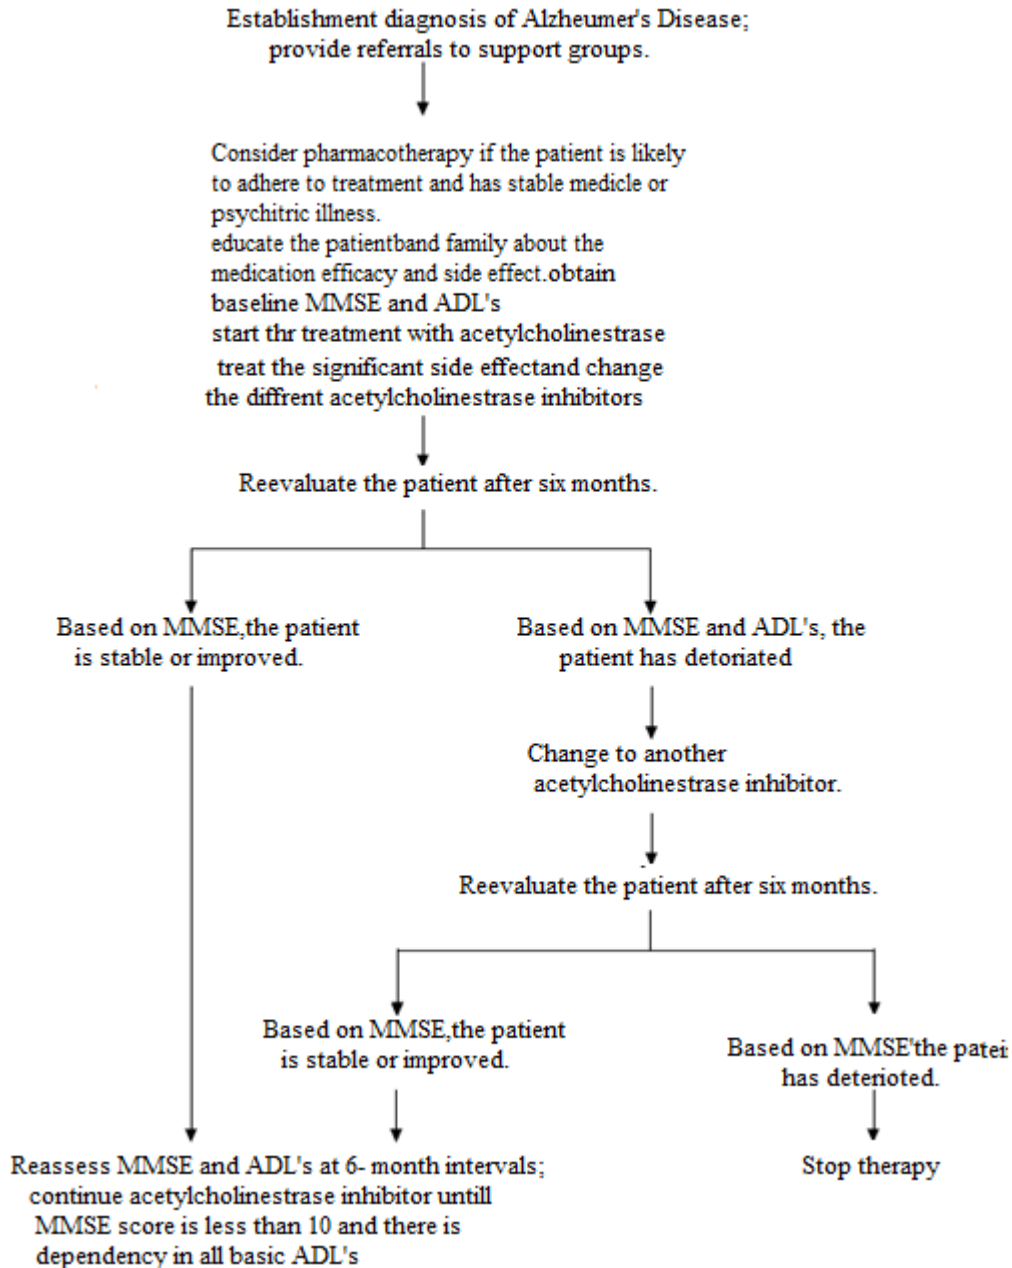 Establishment diagnosis of Alzheumer's Disease;
provide referrals to support groups.
Consider pharmacotherapy if the patient is likely
to adhere to treatment and has stable medicle or
psychitric illness.
educate the patientband family about the
medication efficacy and side effect.obtain
baseline MMSE and ADL's
start thr treatment with acetylcholinestrase
treat the significant side effectand change
the diffrent acetylcholinestrase inhibitors
Reevaluate the patient after six months.
Based on MMSE,the patient
is stable or improved.
Based on MMSE and ADL's, the
patient has detoriated
Change to another
acetylcholinestrase inhibitor.
Reevaluate the patient after six months.
Based on MMSE,the patient
is stable or improved.
Based on MMSE'the patei
has deterioted.
Reassess MMSE and ADL's at 6- month intervals;
continue acetylcholinestrase inhibitor untill
MMSE score is less than 10 and there is
dependency in all basic ADL's
Stop therapy